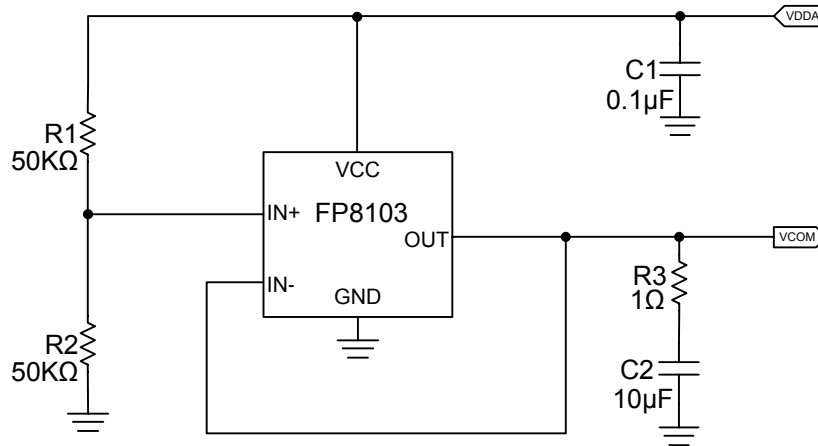 VDDA
C1
0.1μF
R1
50KΩ
VCC
IN+
FP8103
OUT
VCOM
IN-
GND
R3
1Ω
R2
50KΩ
C2
10μF